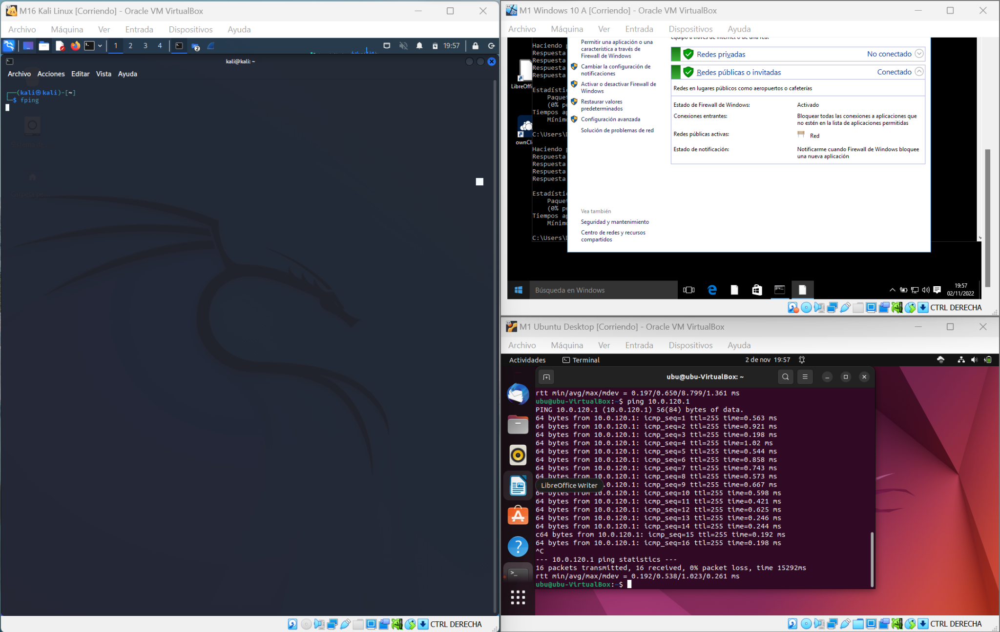 M16 Kali Linux [Corriendo] - Oracle VM VirtualBox
Archivo Máquina Ver Entrada Dispositivos Ayuda
1 2 3 4 2 19:57
kali@kali: ~
Archivo Acciones Editar Vista Ayuda
(kali㉿kali)-[~]
$ fping
Sistema de
Carpeta pe
CTRL DERECHA
M1 Windows 10 A [Corriendo] - Oracle VM VirtualBox
Archivo Máquina Ver Entrada Dispositivos Ayuda
LibreOffi
ownCl
Haciendo p
Respuesta
Respuesta
Respuesta
Respuesta
Estadístic
Paquet
(0% pe
Tiempos ap
Mínimo
C:\Users\D
Haciendo p
Respuesta
Respuesta
Respuesta
Respuesta
Estadístic
Paquet
(0% pe
Tiempos ap
Mínimo
C:\Users\D
Permitir una aplicación o una
característica a través de
Firewall de Windows
Cambiar la configuración de
notificaciones
Activar o desactivar Firewall de
Windows
Restaurar valores
predeterminados
Configuración avanzada
Solución de problemas de red
Vea también
Seguridad y mantenimiento
Centro de redes y recursos
compartidos
equipo a través de Internet o de una red.
Redes privadas No conectado
Redes públicas o invitadas Conectado
Redes en lugares públicos como aeropuertos o cafeterías
Estado de Firewall de Windows: Activado
Conexiones entrantes: Bloquear todas las conexiones a aplicaciones que
no estén en la lista de aplicaciones permitidas
Redes públicas activas: Red
Estado de notificación: Notificarme cuando Firewall de Windows bloquee
una nueva aplicación
Búsqueda en Windows
19:57
02/11/2022
CTRL DERECHA
M1 Ubuntu Desktop [Corriendo] - Oracle VM VirtualBox
Archivo Máquina Ver Entrada Dispositivos Ayuda
Actividades Terminal 2 de nov 19:57
ubu@ubu-VirtualBox: ~
rtt min/avg/max/mdev = 0.197/0.650/8.799/1.361 ms
ubu@ubu-VirtualBox:~$ ping 10.0.120.1
PING 10.0.120.1 (10.0.120.1) 56(84) bytes of data.
64 bytes from 10.0.120.1: icmp_seq=1 ttl=255 time=0.563 ms
64 bytes from 10.0.120.1: icmp_seq=2 ttl=255 time=0.921 ms
64 bytes from 10.0.120.1: icmp_seq=3 ttl=255 time=0.198 ms
64 bytes from 10.0.120.1: icmp_seq=4 ttl=255 time=1.02 ms
64 bytes from 10.0.120.1: icmp_seq=5 ttl=255 time=0.544 ms
64 bytes from 10.0.120.1: icmp_seq=6 ttl=255 time=0.858 ms
64 bytes from 10.0.120.1: icmp_seq=7 ttl=255 time=0.743 ms
64 bytes from 10.0.120.1: icmp_seq=8 ttl=255 time=0.573 ms
LibreOffice Writer .0.120.1: icmp_seq=9 ttl=255 time=0.667 ms
64 bytes from 10.0.120.1: icmp_seq=10 ttl=255 time=0.598 ms
64 bytes from 10.0.120.1: icmp_seq=11 ttl=255 time=0.421 ms
64 bytes from 10.0.120.1: icmp_seq=12 ttl=255 time=0.625 ms
64 bytes from 10.0.120.1: icmp_seq=13 ttl=255 time=0.246 ms
64 bytes from 10.0.120.1: icmp_seq=14 ttl=255 time=0.244 ms
c64 bytes from 10.0.120.1: icmp_seq=15 ttl=255 time=0.192 ms
64 bytes from 10.0.120.1: icmp_seq=16 ttl=255 time=0.198 ms
^C
--- 10.0.120.1 ping statistics ---
16 packets transmitted, 16 received, 0% packet loss, time 15292ms
rtt min/avg/max/mdev = 0.192/0.538/1.023/0.261 ms
ubu@ubu-VirtualBox:~$
CTRL DERECHA